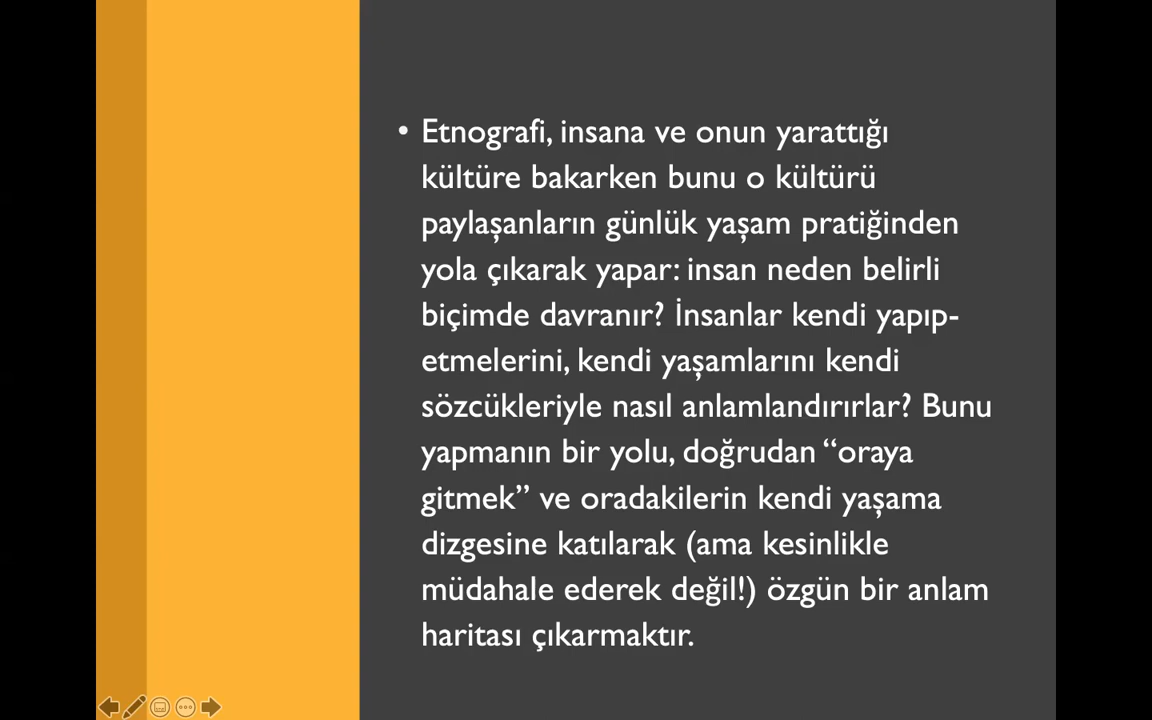 • Etnografi, insana ve onun yarattığı
kültüre bakarken bunu o kültürü
paylaşanların günlük yaşam pratiğinden
yola çıkarak yapar: insan neden belirli
biçimde davranır? İnsanlar kendi yapıp-
etmelerini, kendi yaşamlarını kendi
sözcükleriyle nasıl anlamlandırırlar? Bunu
yapmanın bir yolu, doğrudan “oraya
gitmek” ve oradakilerin kendi yaşama
dizgesine katılarak (ama kesinlikle
müdahale ederek değil!) özgün bir anlam
haritası çıkarmaktır.